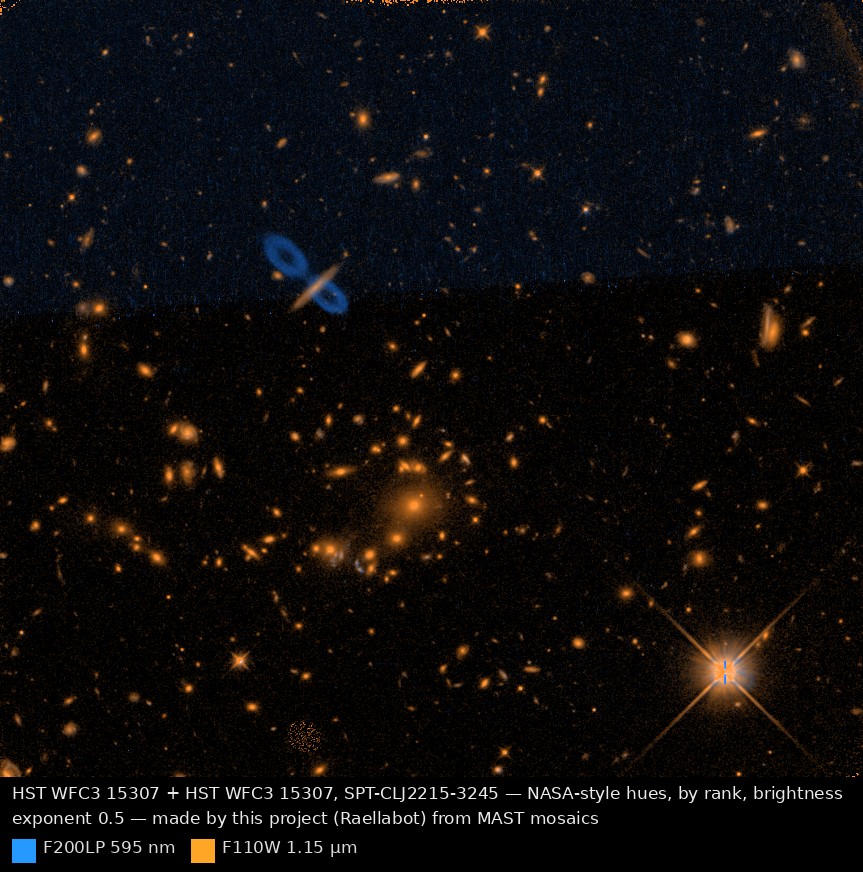 HST WFC3 15307 + HST WFC3 15307, SPT-CLJ2215-3245 — NASA-style hues, by rank, brightness
exponent 0.5 — made by this project (Raellabot) from MAST mosaics
F200LP 595 nm F110W 1.15 µm